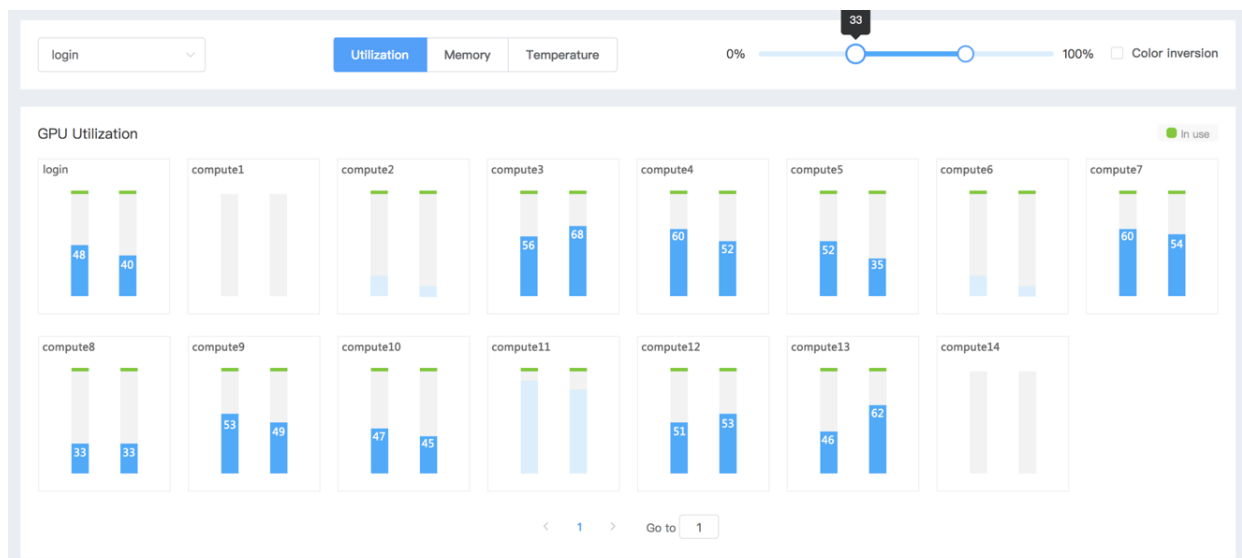 33
login
Utilization Memory Temperature
0% 100% Color inversion
GPU Utilization
In use
login compute1 compute2 compute3 compute4 compute5 compute6 compute7
48 40 56 68 60 52 52 35 60 54
compute8 compute9 compute10 compute11 compute12 compute13 compute14
33 33 53 49 47 45 51 53 46 62
< 1 > Go to 1